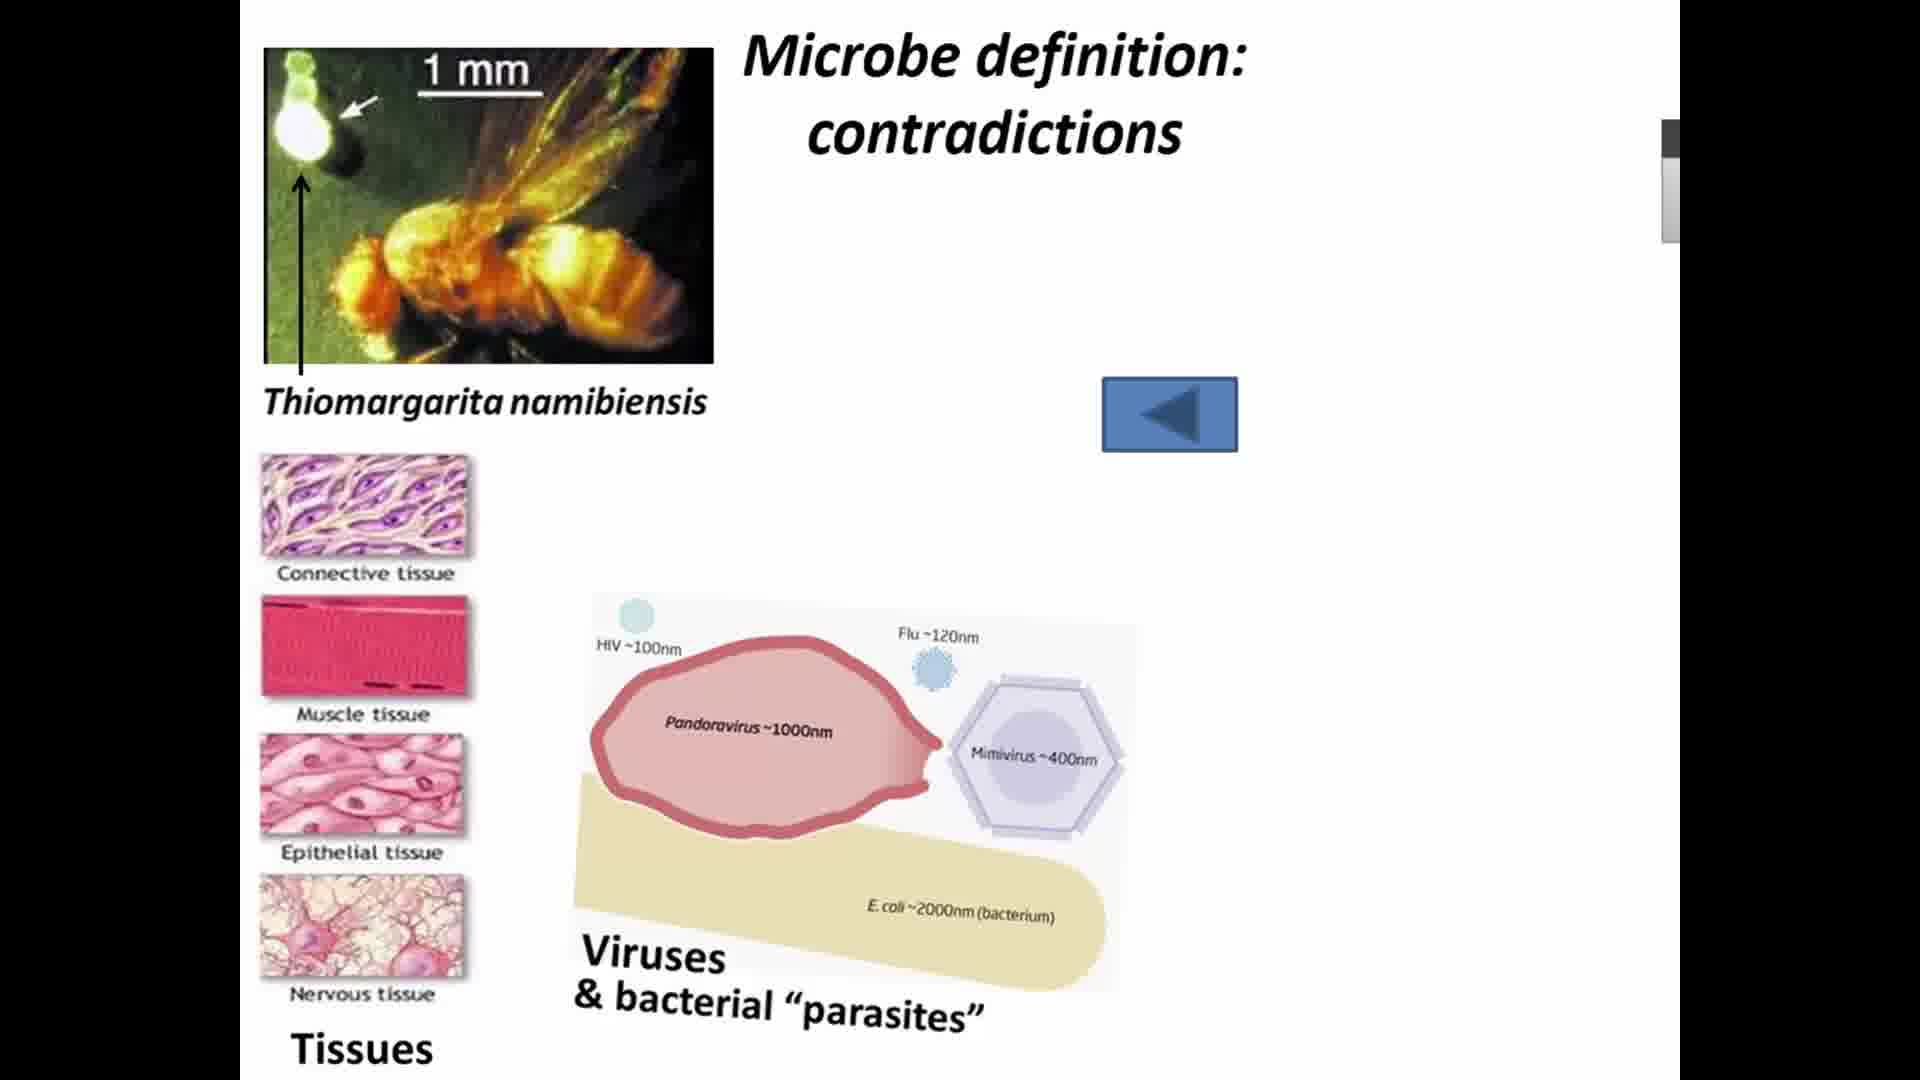 Microbe definition:
contradictions
1 mm
Thiomargarita namibiensis
Connective tissue
Muscle tissue
Epithelial tissue
Nervous tissue
Tissues
HIV ~100nm
Flu ~120nm
Pandoravirus ~1000nm
Mimivirus ~400nm
E. coli ~2000nm (bacterium)
Viruses
& bacterial “parasites”